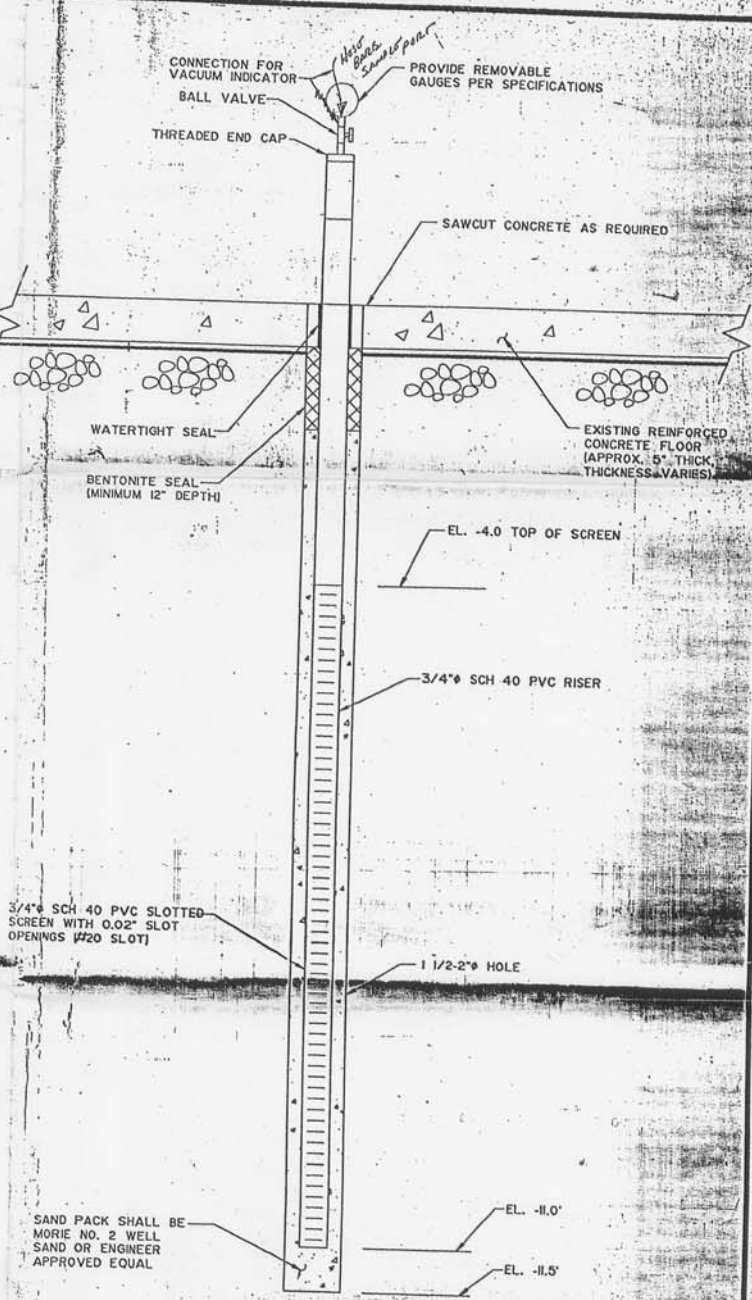 HOSE
BARB
SAMPLE PORT
CONNECTION FOR
VACUUM INDICATOR
PROVIDE REMOVABLE
GAUGES PER SPECIFICATIONS
BALL VALVE
THREADED END CAP
SAWCUT CONCRETE AS REQUIRED
WATERTIGHT SEAL
EXISTING REINFORCED
CONCRETE FLOOR
(APPROX. 5" THICK,
THICKNESS VARIES)
BENTONITE SEAL
(MINIMUM 12" DEPTH)
EL. -4.0 TOP OF SCREEN
3/4"φ SCH 40 PVC RISER
3/4"φ SCH 40 PVC SLOTTED
SCREEN WITH 0.02" SLOT
OPENINGS (#20 SLOT)
1 1/2-2"φ HOLE
SAND PACK SHALL BE
MORIE NO. 2 WELL
SAND OR ENGINEER
APPROVED EQUAL
EL. -11.0'
EL. -11.5'